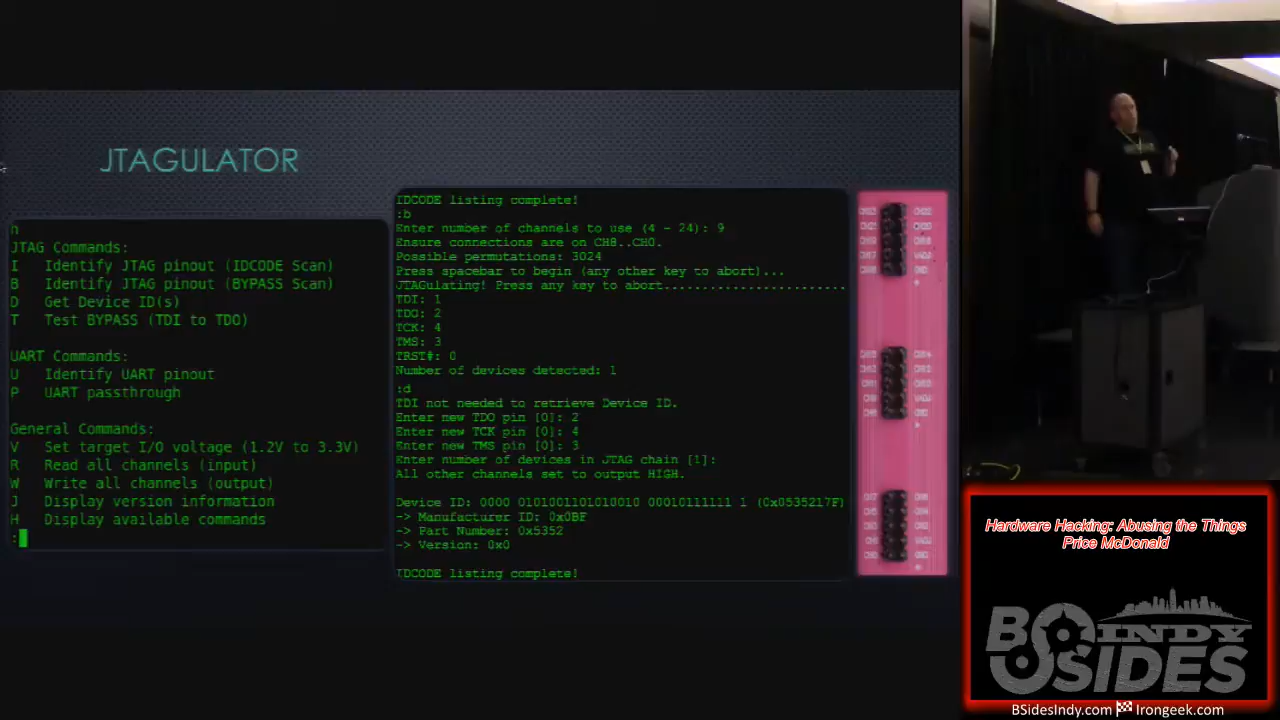 JTAGULATOR
h
JTAG Commands:
I Identify JTAG pinout (IDCODE Scan)
B Identify JTAG pinout (BYPASS Scan)
D Get Device ID(s)
T Test BYPASS (TDI to TDO)
UART Commands:
U Identify UART pinout
P UART passthrough
General Commands:
V Set target I/O voltage (1.2V to 3.3V)
R Read all channels (input)
W Write all channels (output)
J Display version information
H Display available commands
:
IDCODE listing complete!
:b
Enter number of channels to use (4 - 24): 9
Ensure connections are on CH8..CH0.
Possible permutations: 3024
Press spacebar to begin (any other key to abort)...
JTAGulating! Press any key to abort........................
TDI: 1
TDO: 2
TCK: 4
TMS: 3
TRST#: 0
Number of devices detected: 1
:d
TDI not needed to retrieve Device ID.
Enter new TDO pin [0]: 2
Enter new TCK pin [0]: 4
Enter new TMS pin [0]: 3
Enter number of devices in JTAG chain [1]:
All other channels set to output HIGH.
Device ID: 0000 0101001101010010 00010111111 1 (0x0535217F)
-> Manufacturer ID: 0x0BF
-> Part Number: 0x5352
-> Version: 0x0
IDCODE listing complete!
Hardware Hacking: Abusing the Things
Price McDonald
BSIDES INDY
BSidesIndy.com Irongeek.com